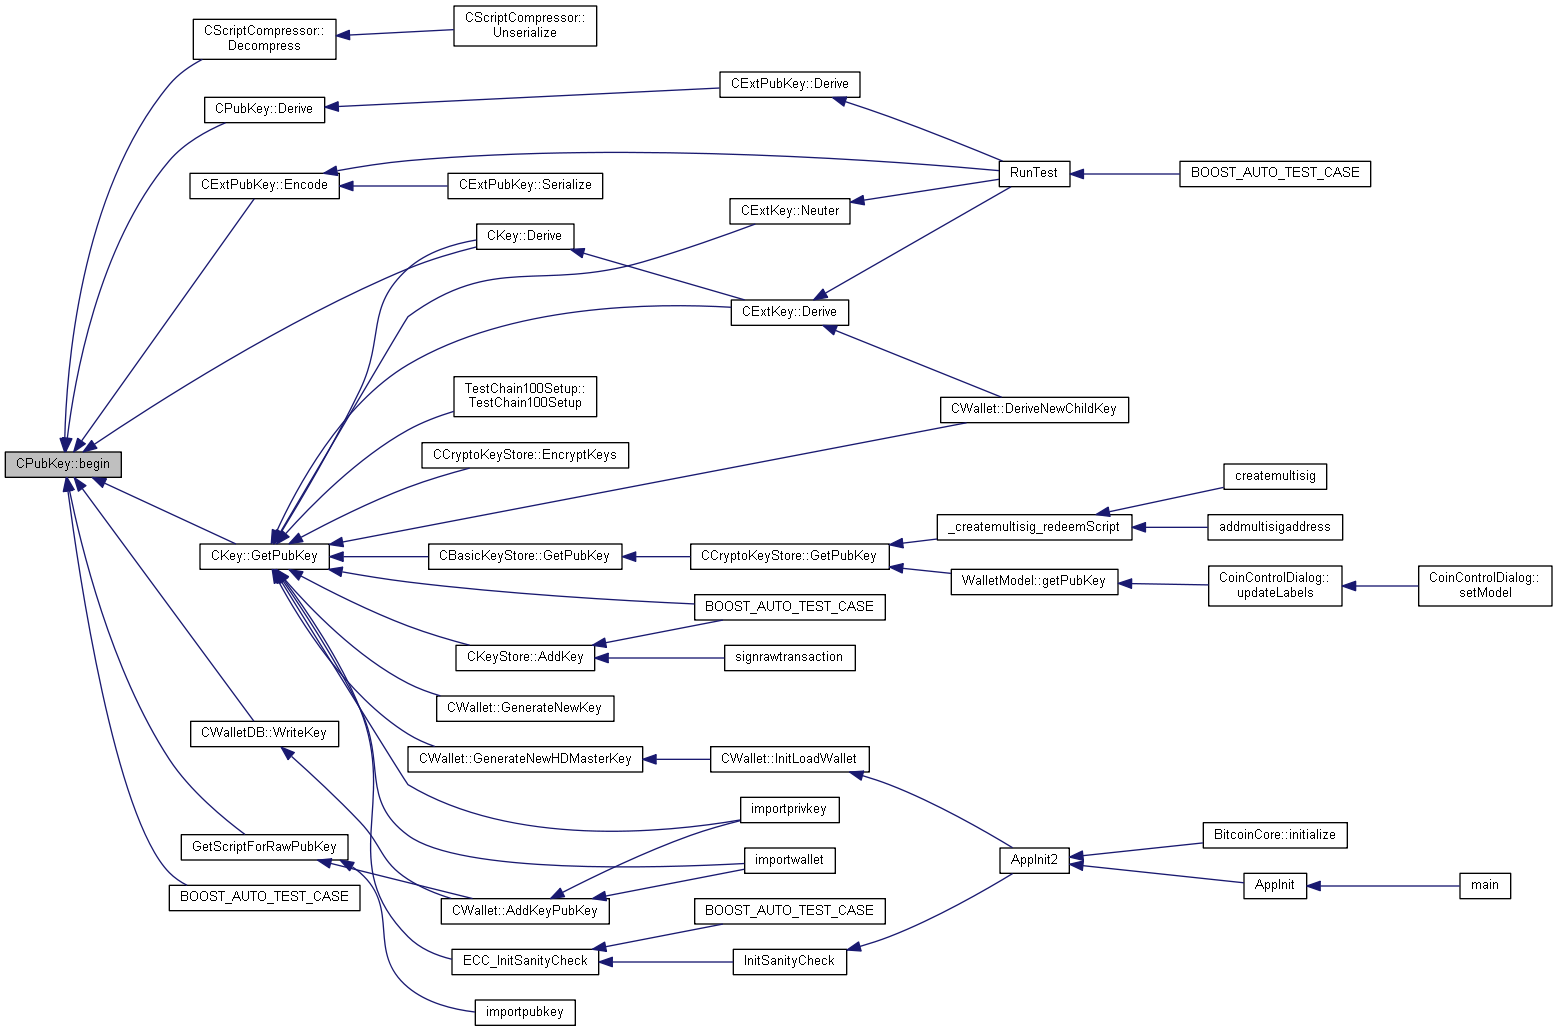 CScriptCompressor::
Decompress
CScriptCompressor::
Unserialize
CPubKey::Derive
CExtPubKey::Derive
CExtPubKey::Encode
CExtPubKey::Serialize
RunTest
BOOST_AUTO_TEST_CASE
CExtKey::Neuter
CKey::Derive
CExtKey::Derive
TestChain100Setup::
TestChain100Setup
CWallet::DeriveNewChildKey
CCryptoKeyStore::EncryptKeys
CPubKey::begin
createmultisig
_createmultisig_redeemScript
addmultisigaddress
CKey::GetPubKey
CBasicKeyStore::GetPubKey
CCryptoKeyStore::GetPubKey
WalletModel::getPubKey
CoinControlDialog::
updateLabels
CoinControlDialog::
setModel
BOOST_AUTO_TEST_CASE
CKeyStore::AddKey
signrawtransaction
CWallet::GenerateNewKey
CWalletDB::WriteKey
CWallet::GenerateNewHDMasterKey
CWallet::InitLoadWallet
importprivkey
BitcoinCore::initialize
GetScriptForRawPubKey
importwallet
AppInit2
AppInit
main
BOOST_AUTO_TEST_CASE
CWallet::AddKeyPubKey
BOOST_AUTO_TEST_CASE
ECC_InitSanityCheck
InitSanityCheck
importpubkey